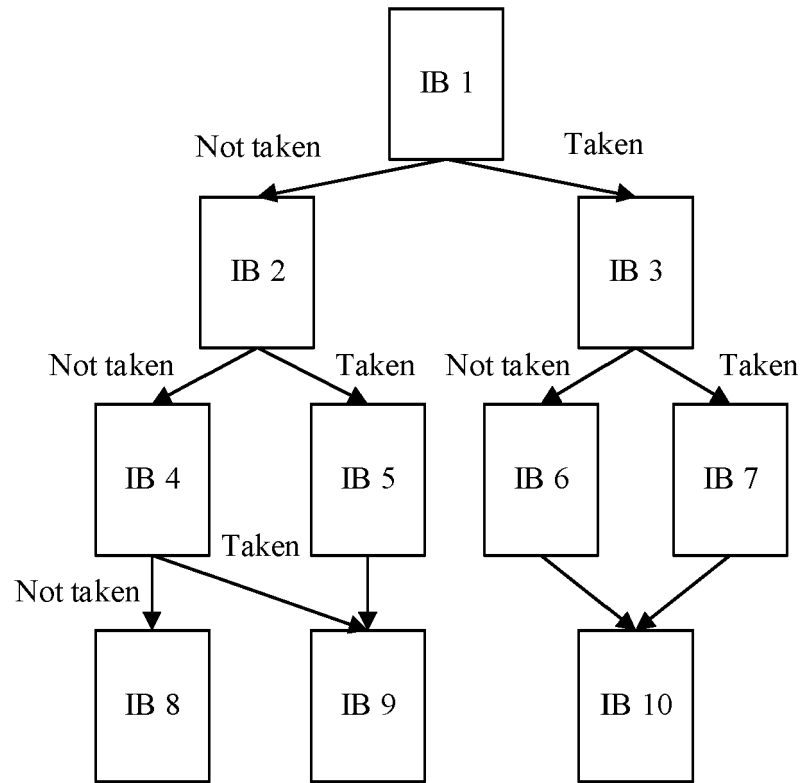 IB 1
Not taken
Taken
IB 2
IB 3
Not taken
Taken
Not taken
Taken
IB 4
IB 5
IB 6
IB 7
Taken
Not taken
IB 8
IB 9
IB 10